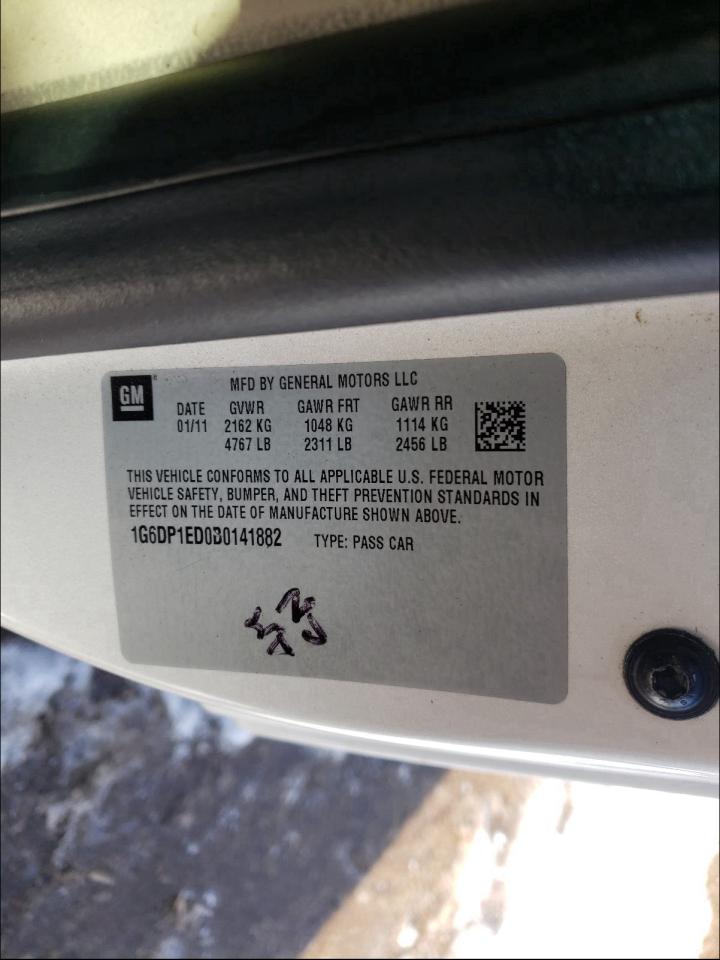 GM
MFD BY GENERAL MOTORS LLC
DATE GVWR GAWR FRT GAWR RR
01/11 2162 KG 1048 KG 1114 KG
4767 LB 2311 LB 2456 LB
THIS VEHICLE CONFORMS TO ALL APPLICABLE U.S. FEDERAL MOTOR
VEHICLE SAFETY, BUMPER, AND THEFT PREVENTION STANDARDS IN
EFFECT ON THE DATE OF MANUFACTURE SHOWN ABOVE.
1G6DP1ED0B0141882 TYPE: PASS CAR